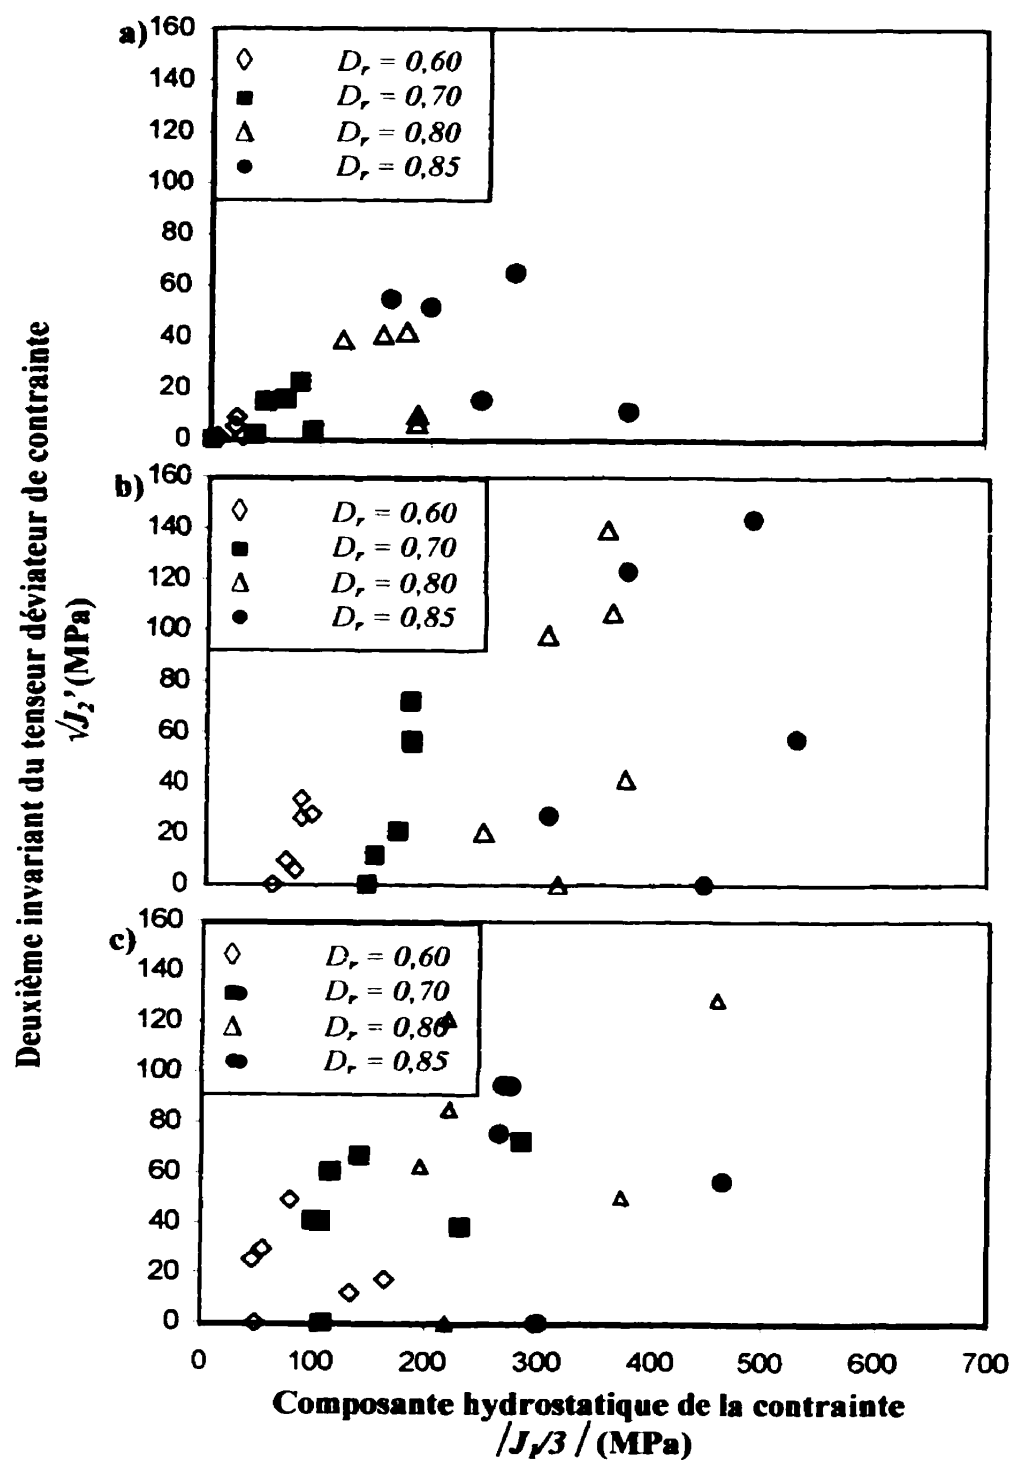 a)
160
140
120
100
80
60
40
20
0
D_r = 0,60
D_r = 0,70
D_r = 0,80
D_r = 0,85
b)
160
140
120
100
80
60
40
20
0
D_r = 0,60
D_r = 0,70
D_r = 0,80
D_r = 0,85
c)
160
140
120
100
80
60
40
20
0
D_r = 0,60
D_r = 0,70
D_r = 0,80
D_r = 0,85
0 100 200 300 400 500 600 700
Deuxième invariant du tenseur déviateur de contrainte
√J₂' (MPa)
Composante hydrostatique de la contrainte
/J₁/3 / (MPa)